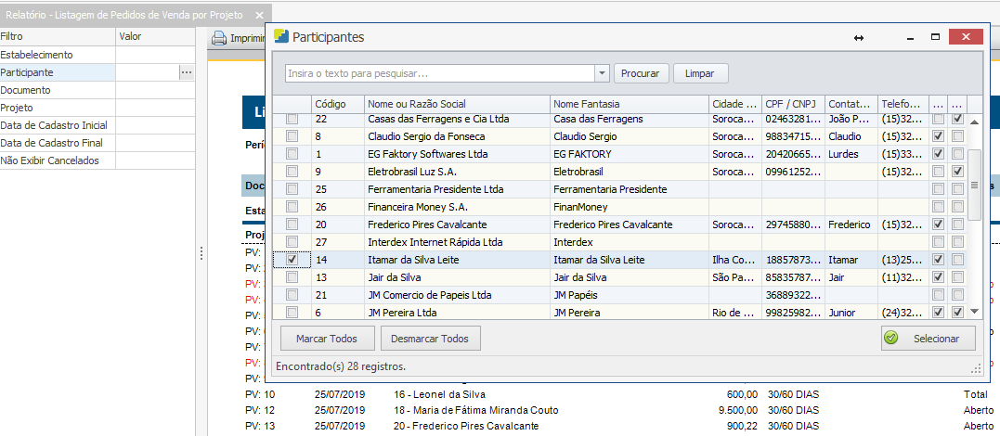 Relatório - Listagem de Pedidos de Venda por Projeto
Filtro Valor
Estabelecimento
Participante ...
Documento
Projeto
Data de Cadastro Inicial
Data de Cadastro Final
Não Exibir Cancelados
Imprimir
Participantes
Insira o texto para pesquisar... Procurar Limpar
Código Nome ou Razão Social Nome Fantasia Cidade ... CPF / CNPJ Contat... Telefo... ... ...
22 Casas das Ferragens e Cia Ltda Casa das Ferragens Soroca... 02463281... João P... (15)32...
8 Claudio Sergio da Fonseca Claudio Sergio Soroca... 98834715... Claudio (15)32...
1 EG Faktory Softwares Ltda EG FAKTORY Soroca... 20420665... Lurdes (15)33...
9 Eletrobrasil Luz S.A. Eletrobrasil Soroca... 09961252... (15)32...
25 Ferramentaria Presidente Ltda Ferramentaria Presidente
26 Financeira Money S.A. FinanMoney
20 Frederico Pires Cavalcante Frederico Pires Cavalcante Soroca... 29745880... Frederico (15)32...
27 Interdex Internet Rápida Ltda Interdex
14 Itamar da Silva Leite Itamar da Silva Leite Ilha Co... 18857873... Itamar (13)25...
13 Jair da Silva Jair da Silva São Pa... 85835787... Jair (11)32...
21 JM Comercio de Papeis Ltda JM Papéis 36889322...
6 JM Pereira Ltda JM Pereira Rio de ... 99825982... Junior (24)32...
Marcar Todos Desmarcar Todos Selecionar
Encontrado(s) 28 registros.
Li
Perí
Doc
Esta
Proj
PV:
PV:
PV:
PV:
PV:
PV:
PV:
PV:
PV: 10 25/07/2019 16 - Leonel da Silva 600,00 30/60 DIAS Total
PV: 12 25/07/2019 18 - Maria de Fátima Miranda Couto 9.500,00 30/60 DIAS Aberto
PV: 13 25/07/2019 20 - Frederico Pires Cavalcante 900,22 30/60 DIAS Aberto